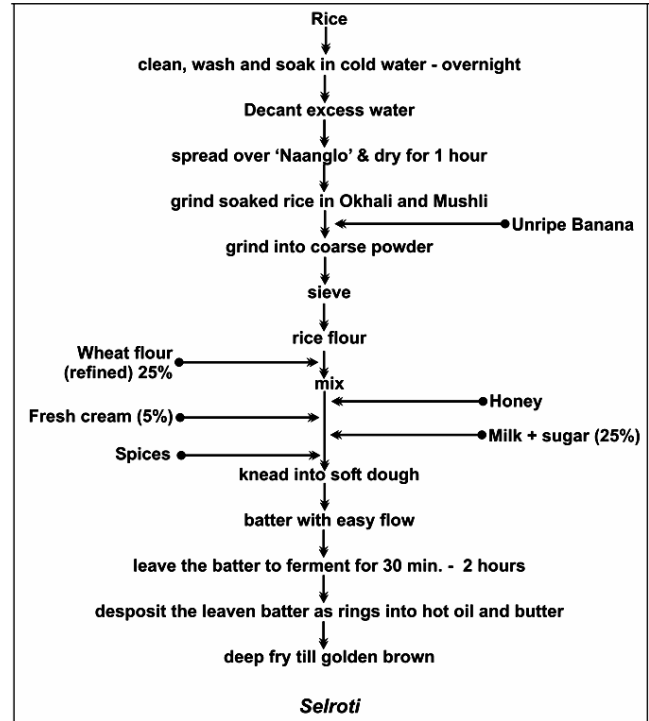 Rice
clean, wash and soak in cold water - overnight
Decant excess water
spread over ‘Naanglo’ & dry for 1 hour
grind soaked rice in Okhali and Mushli
Unripe Banana
grind into coarse powder
sieve
rice flour
Wheat flour
(refined) 25%
mix
Honey
Fresh cream (5%)
Milk + sugar (25%)
Spices
knead into soft dough
batter with easy flow
leave the batter to ferment for 30 min. - 2 hours
desposit the leaven batter as rings into hot oil and butter
deep fry till golden brown
Selroti